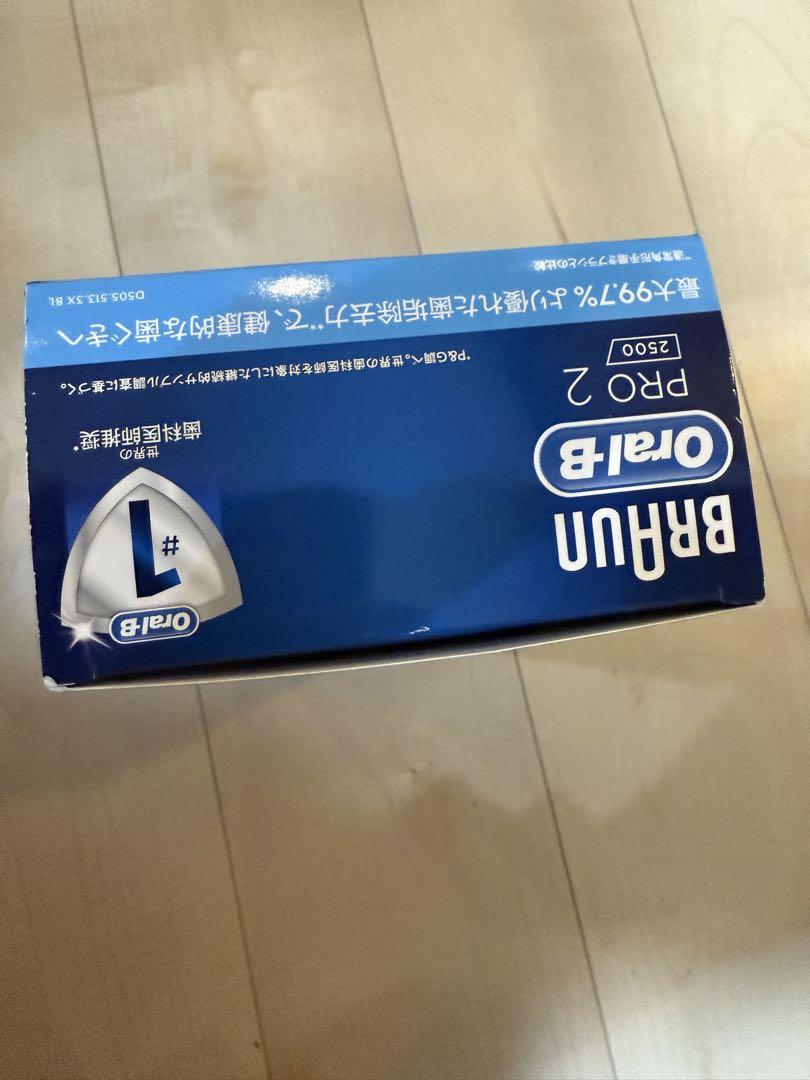 BRAUN
Oral-B
PRO 2
2500
Oral-B
#1
世界の
歯科医師推奨*
*P&G調べ。世界の歯科医師を対象にした継続的サンプル調査に基づく。
最大99.7%より優れた歯垢除去力**で、健康的な歯ぐきへ
**通常角形手磨きブラシとの比較
D505.513.3X BL